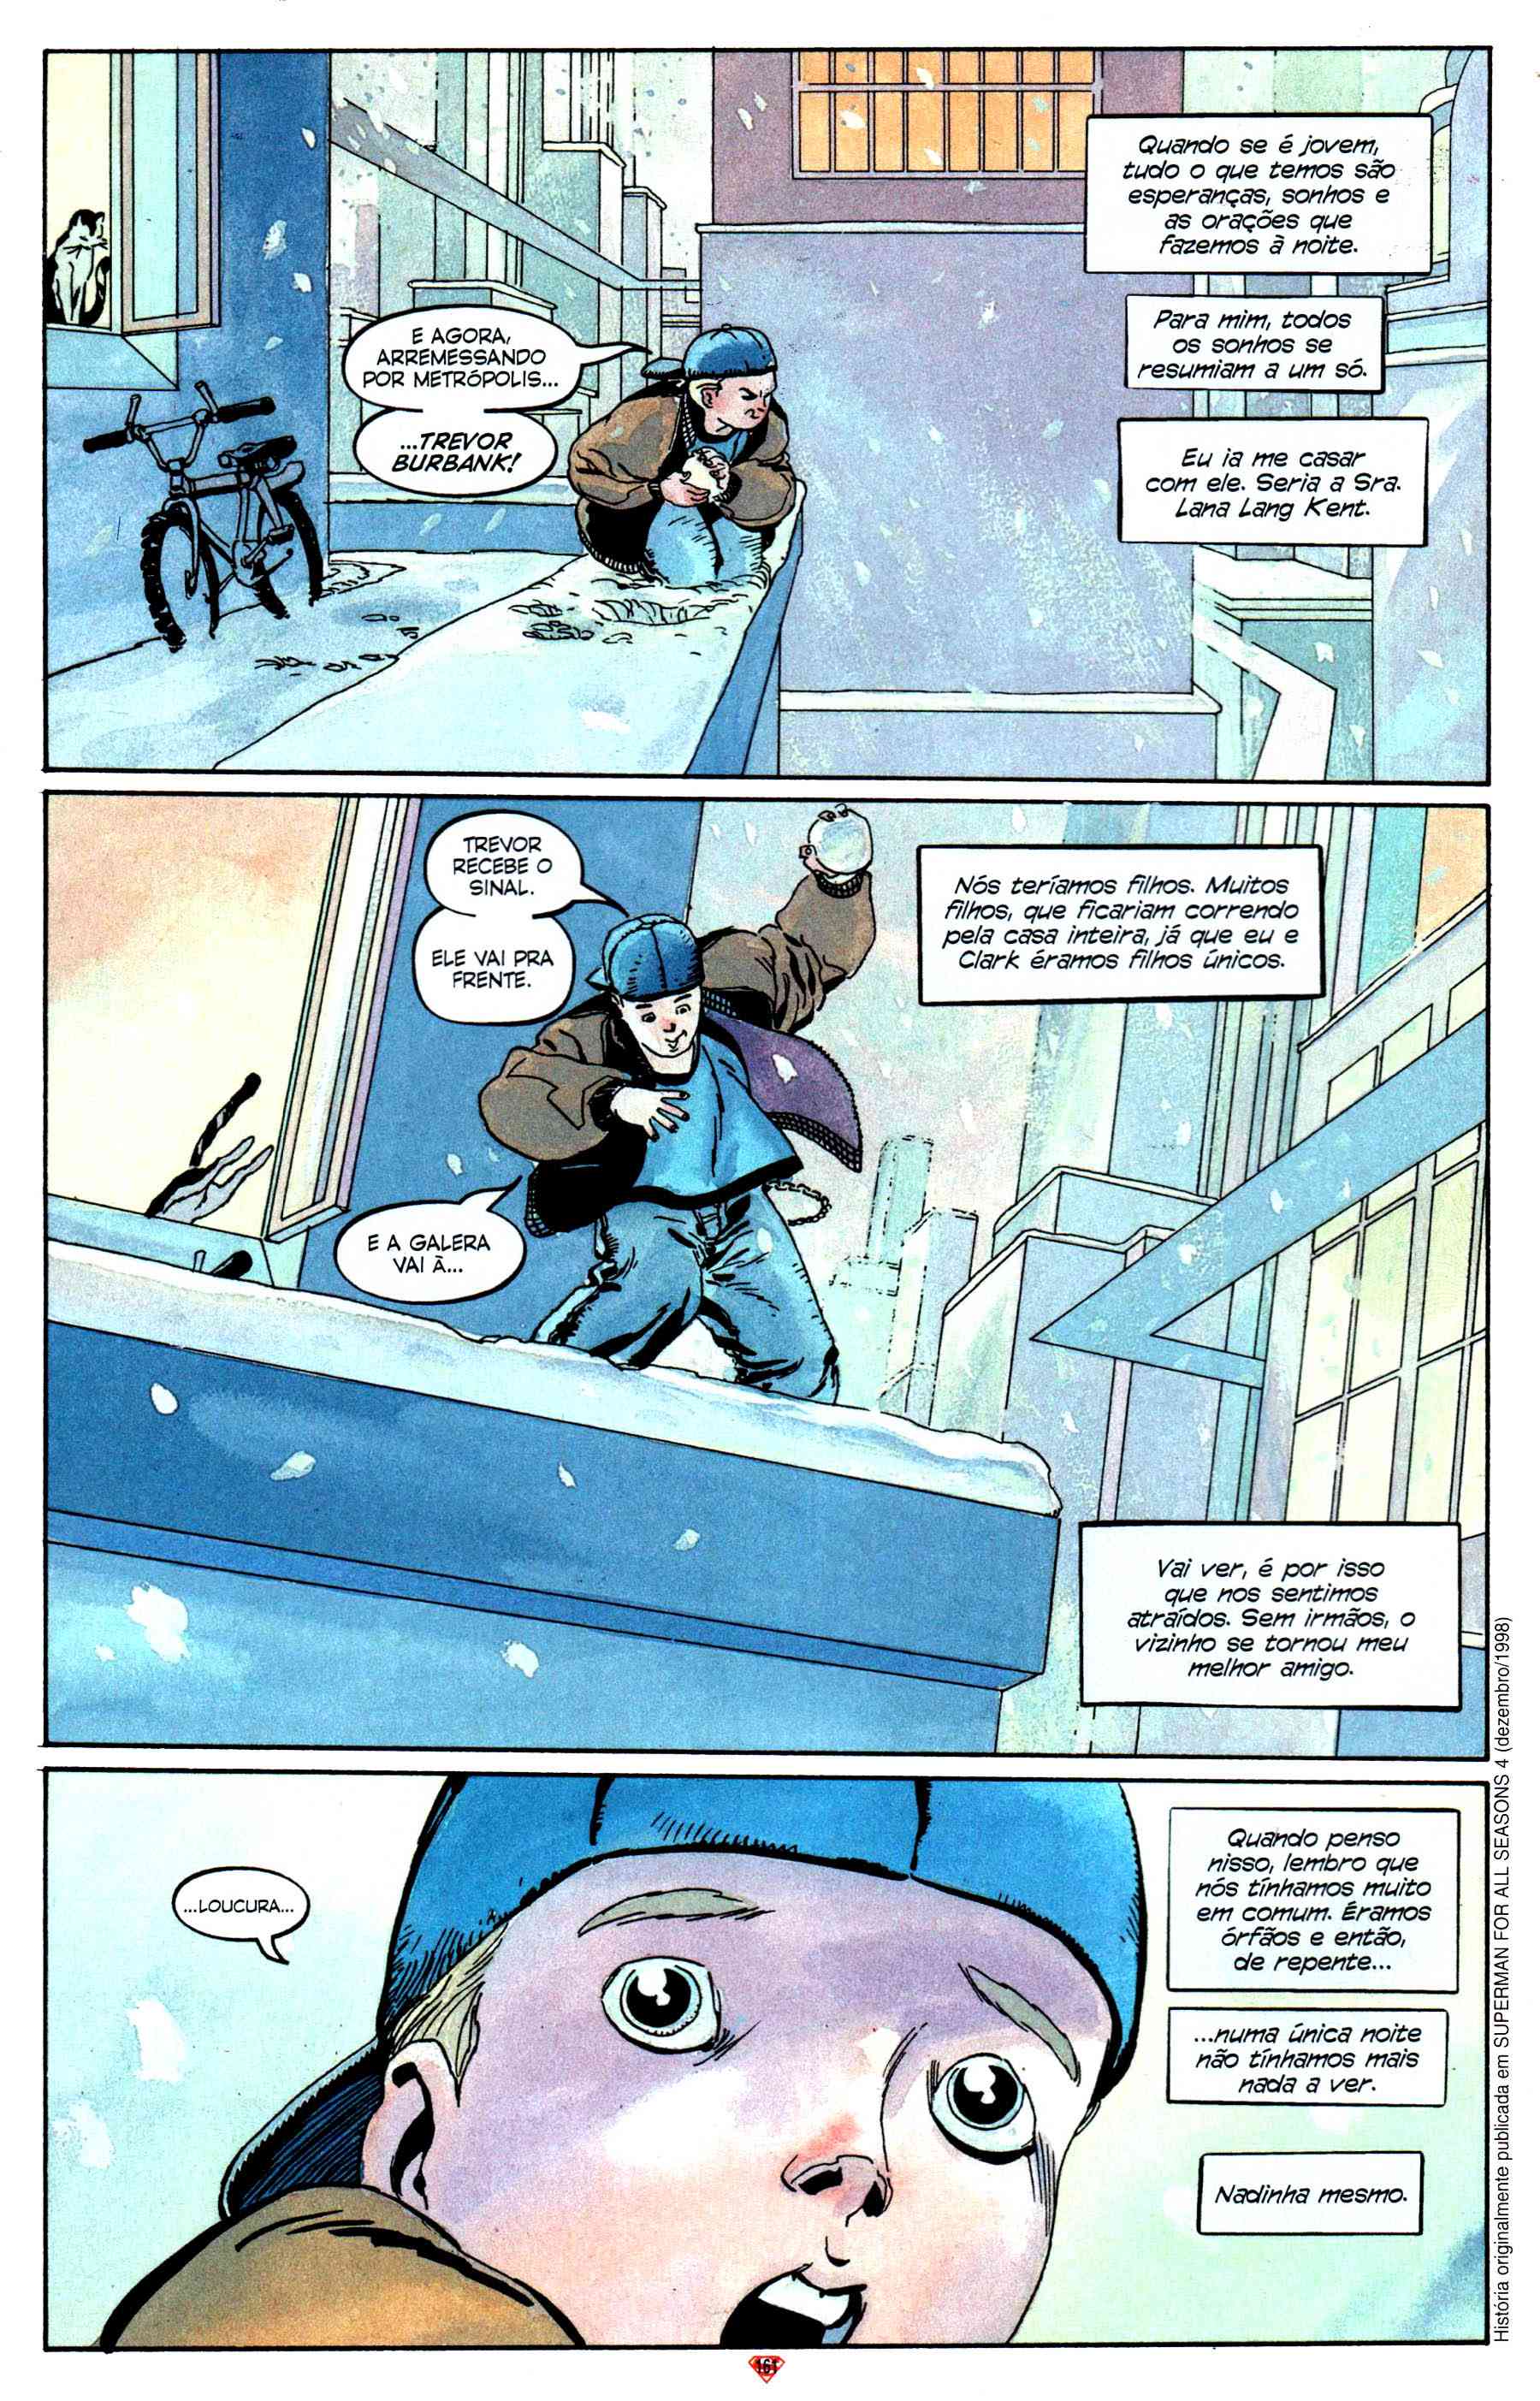 Quando se é jovem,
tudo o que temos são
esperanças, sonhos e
as orações que
fazemos à noite.
Para mim, todos
os sonhos se
resumiam a um só.
E AGORA,
ARREMESSANDO
POR METRÓPOLIS...
...TREVOR
BURBANK!
Eu ia me casar
com ele. Seria a Sra.
Lana Lang Kent.
TREVOR
RECEBE O
SINAL.
ELE VAI PRA
FRENTE.
Nós teríamos filhos. Muitos
filhos, que ficariam correndo
pela casa inteira, já que eu e
Clark éramos filhos únicos.
E A GALERA
VAI À...
Vai ver, é por isso
que nos sentimos
atraídos. Sem irmãos, o
vizinho se tornou meu
melhor amigo.
...LOUCURA...
Quando penso
nisso, lembro que
nós tínhamos muito
em comum. Éramos
órfãos e então,
de repente...
...numa única noite
não tínhamos mais
nada a ver.
Nadinha mesmo.
História originalmente publicada em SUPERMAN FOR ALL SEASONS 4 (dezembro/1998)
161